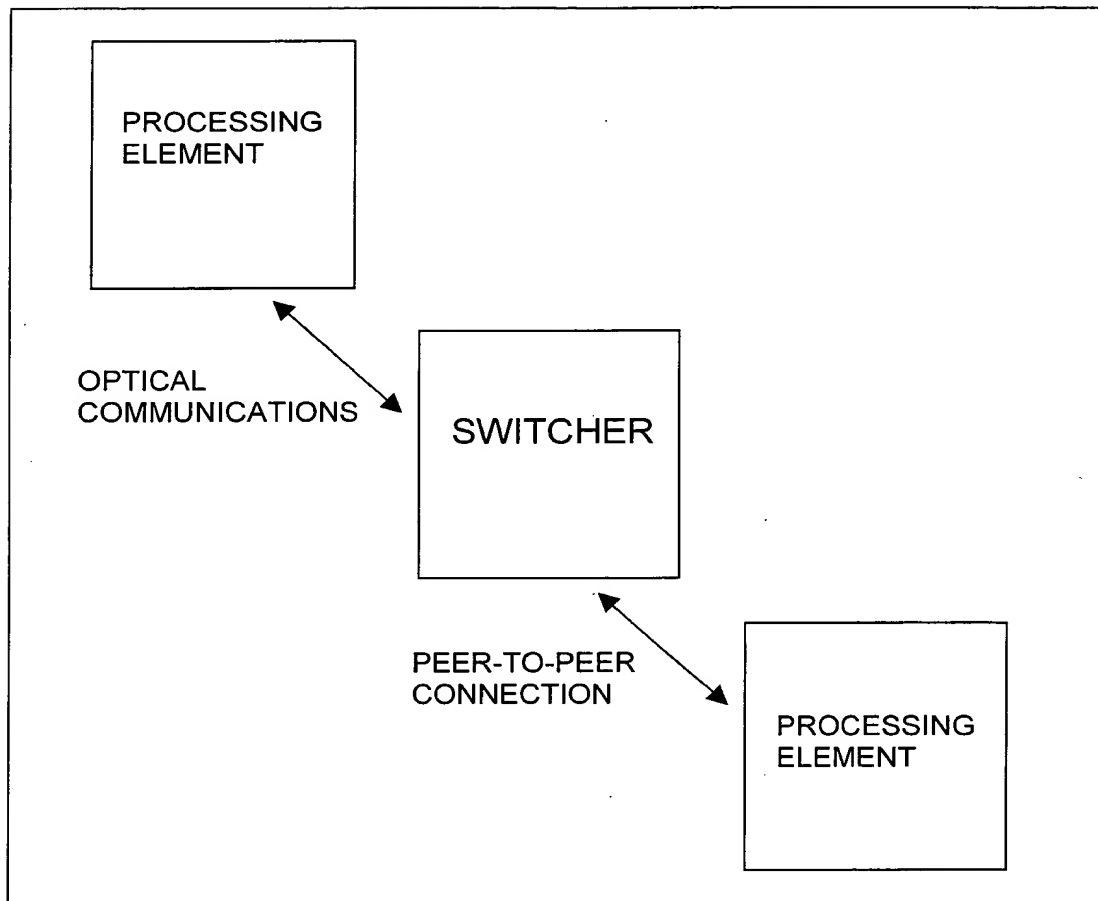 PROCESSING
ELEMENT
OPTICAL
COMMUNICATIONS
SWITCHER
PEER-TO-PEER
CONNECTION
PROCESSING
ELEMENT